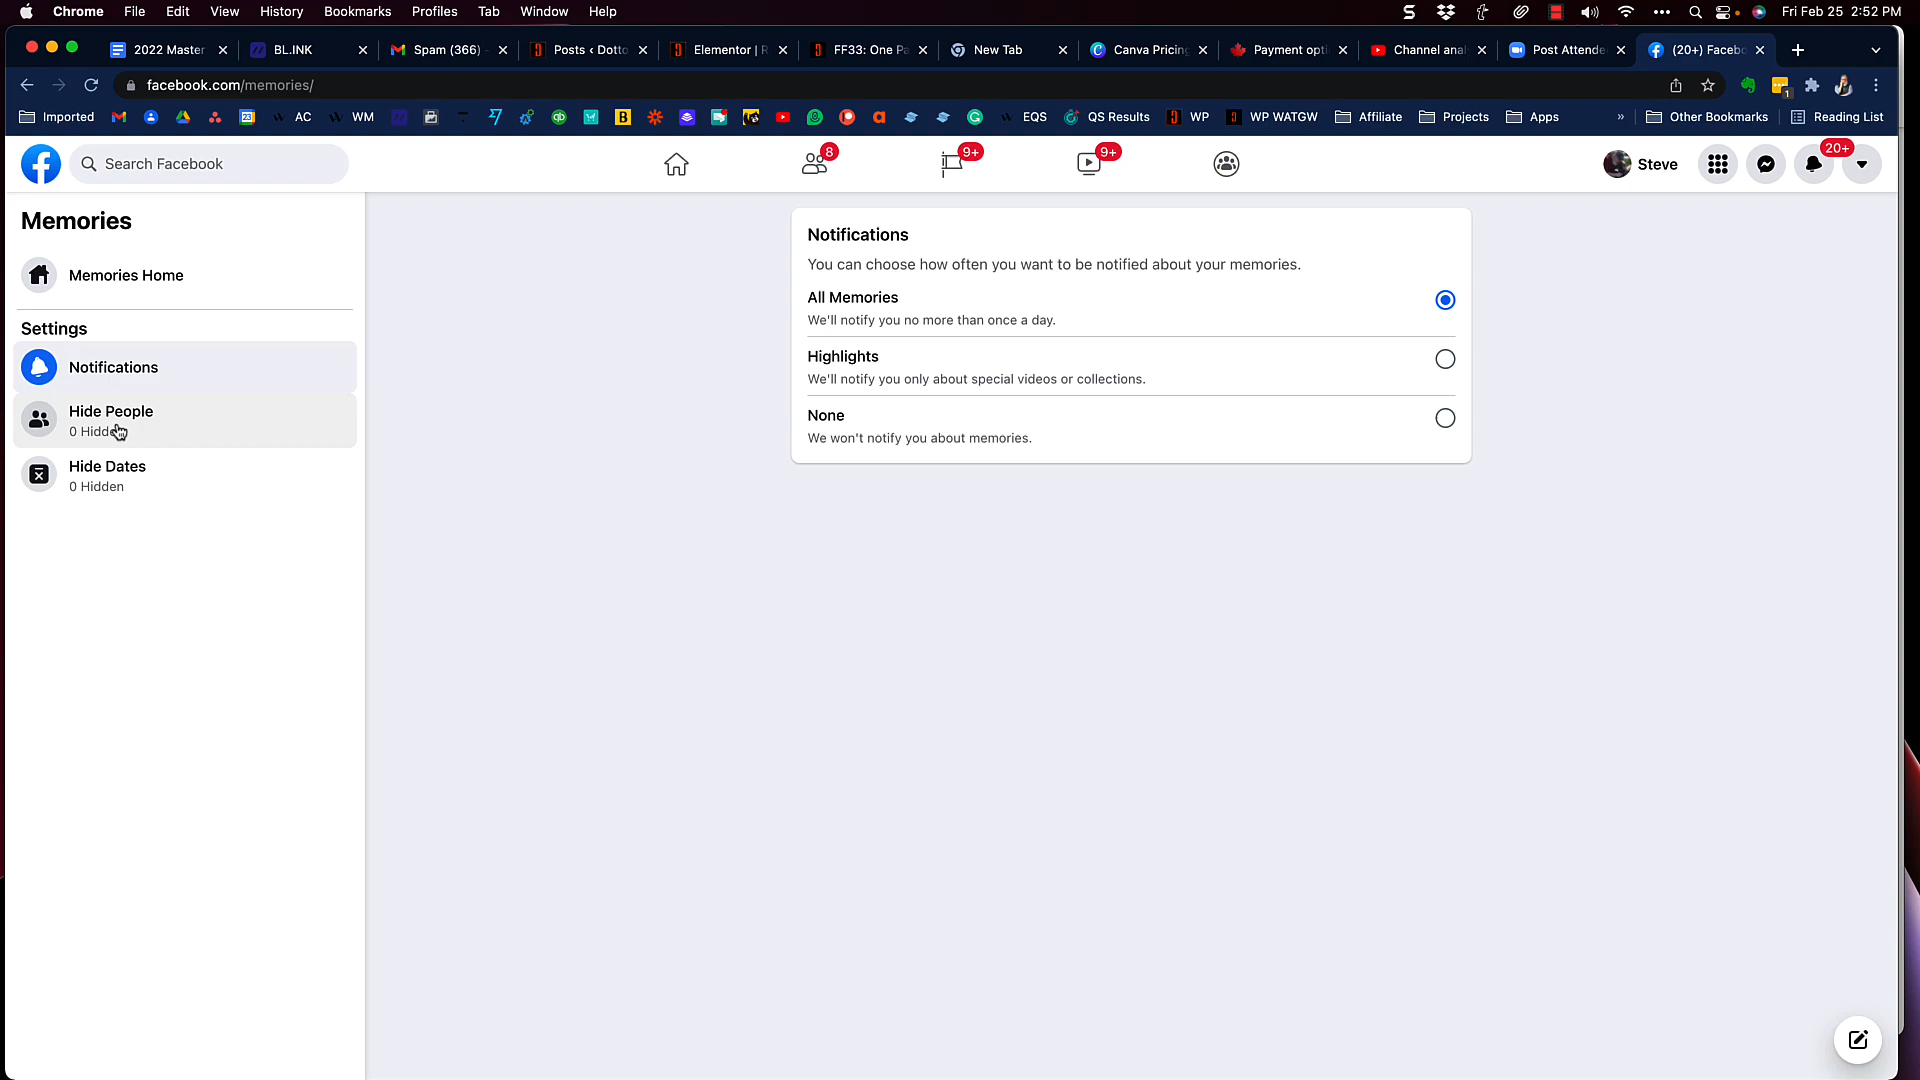 Chrome File Edit View History Bookmarks Profiles Tab Window Help Fri Feb 25 2:52 PM
2022 Master BL.INK Spam (366) Posts ‹ Dotto Elementor | R FF33: One Pa New Tab Canva Pricing Payment opti Channel anal Post Attende (20+) Facebo
facebook.com/memories/
Imported AC WM EQS QS Results WP WP WATGW Affiliate Projects Apps » Other Bookmarks Reading List
Search Facebook 8 9+ 9+ Steve 20+
Memories
Memories Home
Settings
Notifications
Hide People
0 Hidden
Hide Dates
0 Hidden
Notifications
You can choose how often you want to be notified about your memories.
All Memories
We'll notify you no more than once a day.
Highlights
We'll notify you only about special videos or collections.
None
We won't notify you about memories.